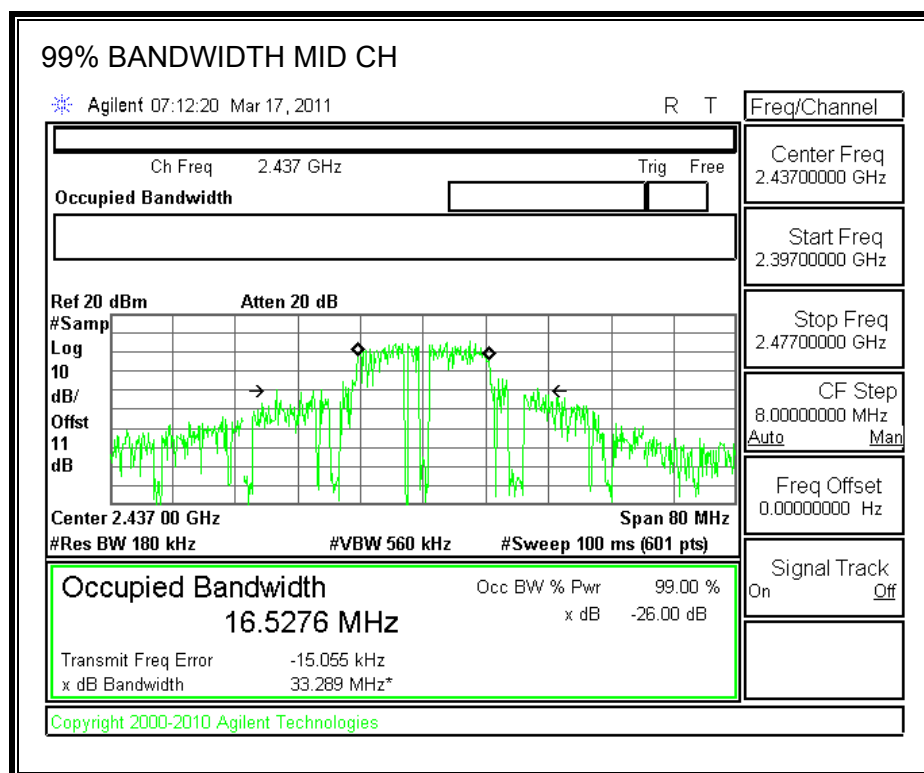 99% BANDWIDTH MID CH
Agilent 07:12:20 Mar 17, 2011 R T
Freq/Channel
Ch Freq 2.437 GHz Trig Free
Occupied Bandwidth
Center Freq
2.43700000 GHz
Start Freq
2.39700000 GHz
Stop Freq
2.47700000 GHz
CF Step
8.00000000 MHz
Auto Man
Freq Offset
0.00000000 Hz
Signal Track
On Off
Ref 20 dBm Atten 20 dB
#Samp
Log
10
dB/
Offst
11
dB
Center 2.437 00 GHz Span 80 MHz
#Res BW 180 kHz #VBW 560 kHz #Sweep 100 ms (601 pts)
Occupied Bandwidth Occ BW % Pwr 99.00 %
16.5276 MHz x dB -26.00 dB
Transmit Freq Error -15.055 kHz
x dB Bandwidth 33.289 MHz*
Copyright 2000-2010 Agilent Technologies